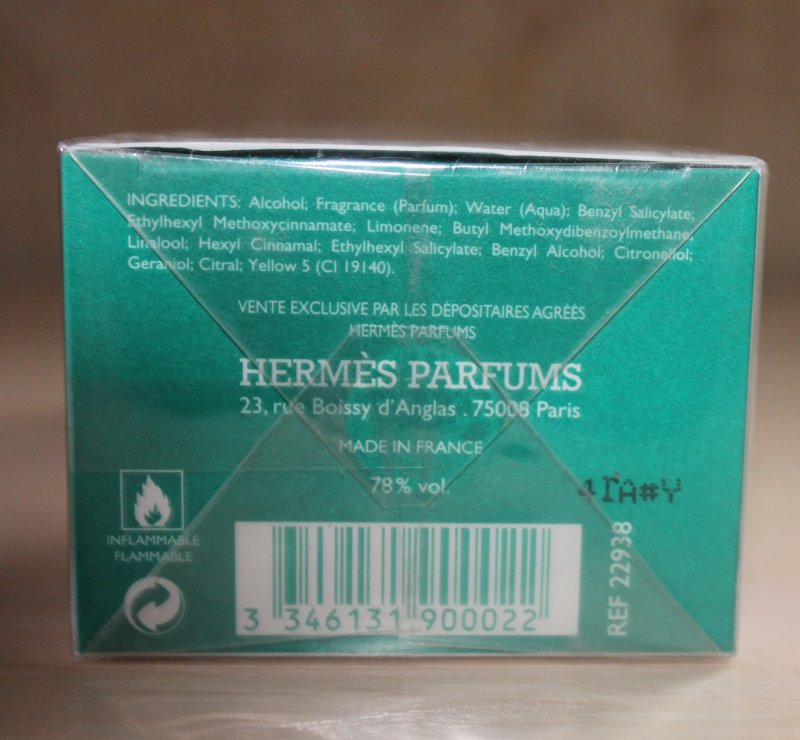 INGREDIENTS: Alcohol; Fragrance (Parfum); Water (Aqua); Benzyl Salicylate;
Ethylhexyl Methoxycinnamate; Limonene; Butyl Methoxydibenzoylmethane,
Linalool; Hexyl Cinnamal; Ethylhexyl Salicylate; Benzyl Alcohol; Citronellol;
Geraniol; Citral; Yellow 5 (CI 19140).
VENTE EXCLUSIVE PAR LES DÉPOSITAIRES AGRÉÉS
HERMÈS PARFUMS
HERMÈS PARFUMS
23, rue Boissy d'Anglas . 75008 Paris
MADE IN FRANCE
78% vol.
INFLAMMABLE
FLAMMABLE
3 346131 900022
REF 22938